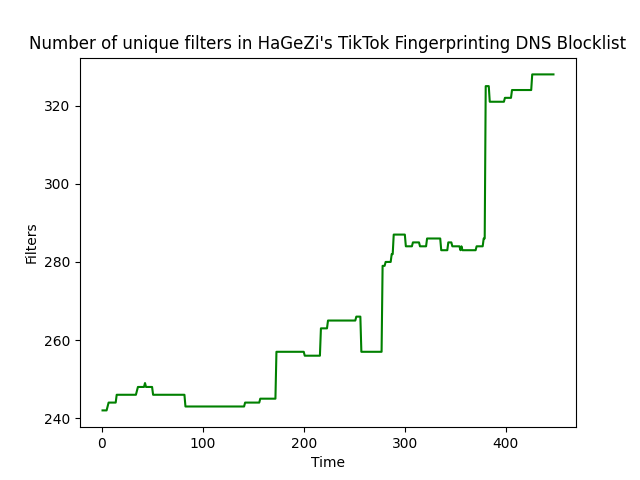 Number of unique filters in HaGeZi's TikTok Fingerprinting DNS Blocklist
Filters
320
300
280
260
240
0 100 200 300 400
Time